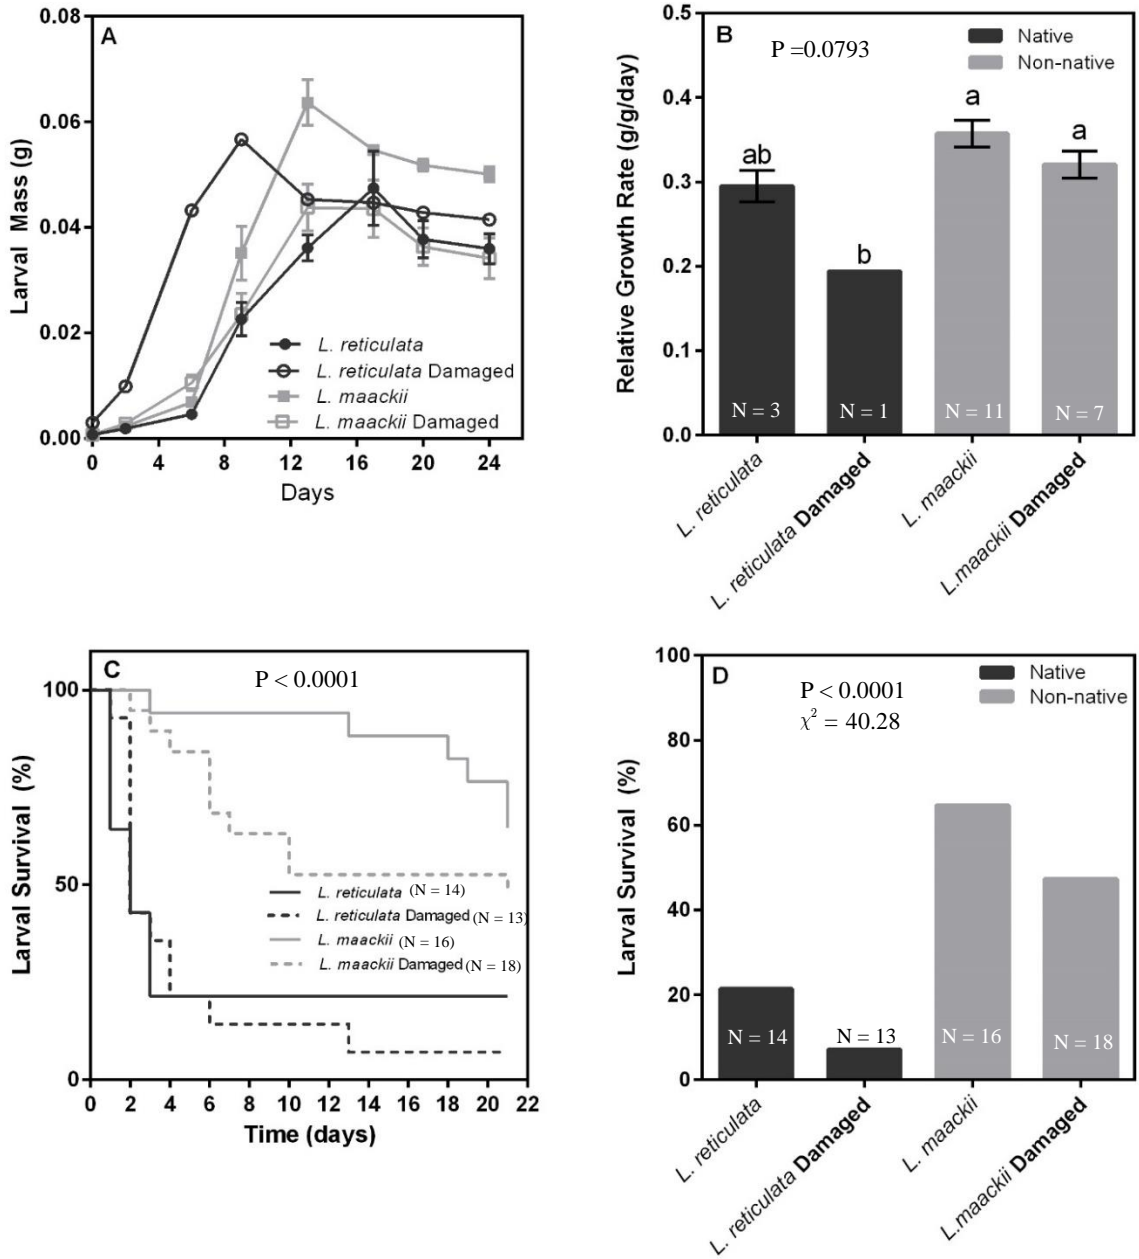 A
0.08
0.06
0.04
0.02
0.00
Larval Mass (g)
L. reticulata
L. reticulata Damaged
L. maackii
L. maackii Damaged
0 4 8 12 16 20 24
Days
B
P =0.0793
Native
Non-native
0.5
0.4
0.3
0.2
0.1
0.0
Relative Growth Rate (g/g/day)
ab
b
a
a
N = 3
N = 1
N = 11
N = 7
L. reticulata
L. reticulata Damaged
L. maackii
L.maackii Damaged
C
P < 0.0001
100
50
0
Larval Survival (%)
L. reticulata (N = 14)
L. reticulata Damaged (N = 13)
L. maackii (N = 16)
L. maackii Damaged (N = 18)
0 2 4 6 8 10 12 14 16 18 20 22
Time (days)
D
P < 0.0001
χ² = 40.28
Native
Non-native
100
80
60
40
20
0
Larval Survival (%)
N = 14
N = 13
N = 16
N = 18
L. reticulata
L. reticulata Damaged
L. maackii
L.maackii Damaged